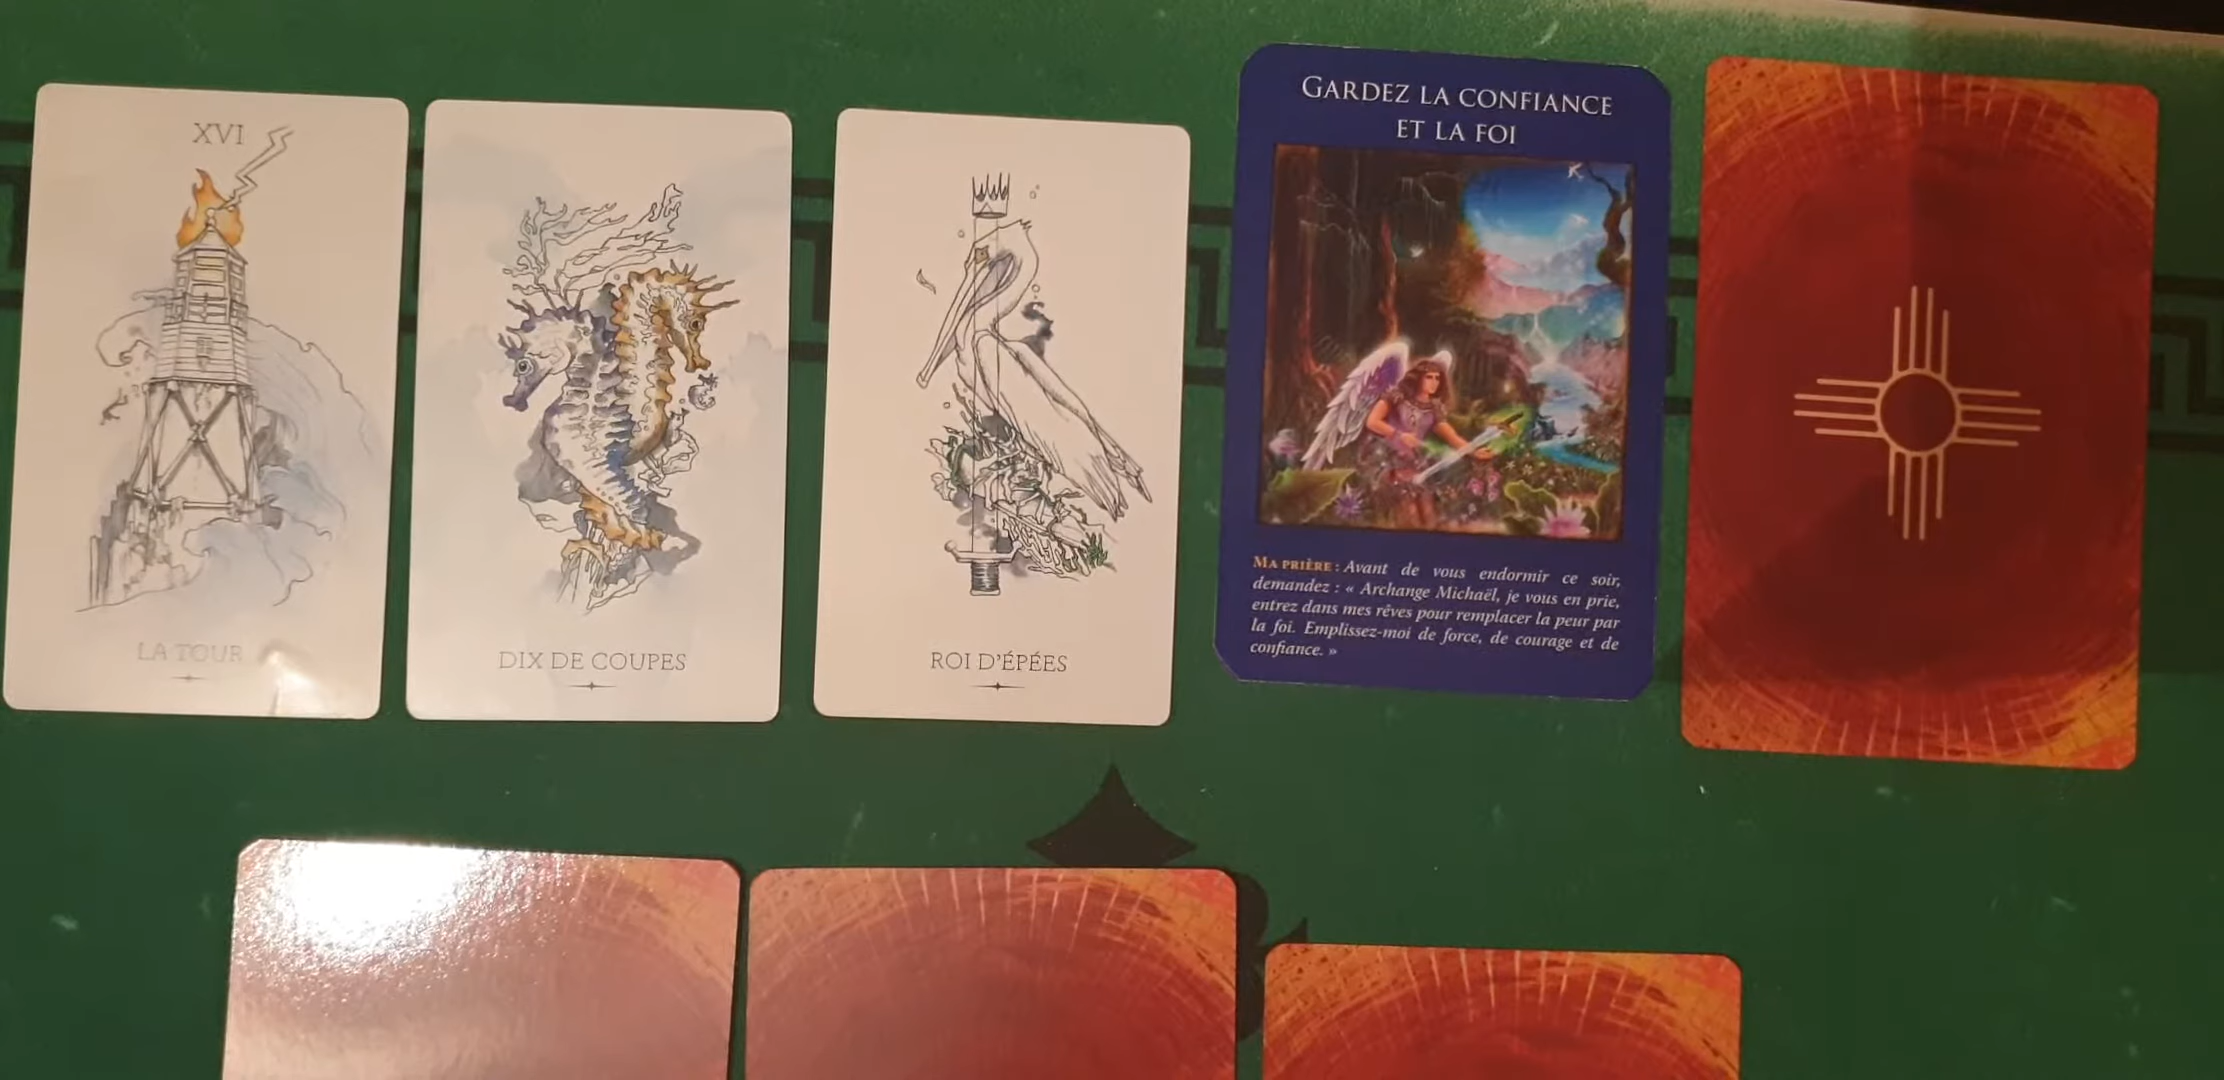 XVI
LA TOUR
DIX DE COUPES
ROI D'ÉPÉES
GARDEZ LA CONFIANCE
ET LA FOI
MA PRIÈRE : Avant de vous endormir ce soir,
demandez : « Archange Michaël, je vous en prie,
entrez dans mes rêves pour remplacer la peur par
la foi. Emplissez-moi de force, de courage et de
confiance. »